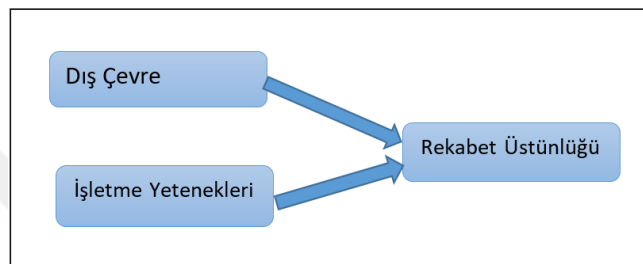 Dış Çevre
Rekabet Üstünlüğü
İşletme Yetenekleri